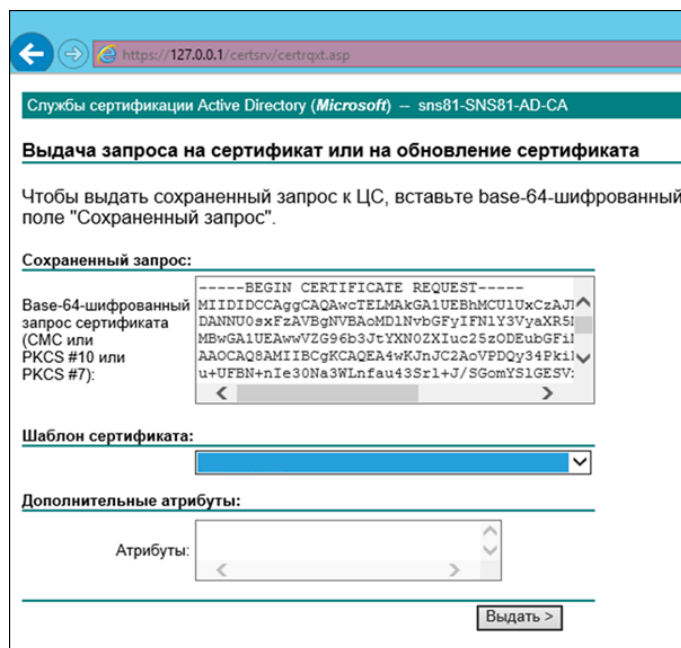 https://127.0.0.1/certsrv/certrqxt.asp
Службы сертификации Active Directory (Microsoft) -- sns81-SNS81-AD-CA
Выдача запроса на сертификат или на обновление сертификата
Чтобы выдать сохраненный запрос к ЦС, вставьте base-64-шифрованный
поле "Сохраненный запрос".
Сохраненный запрос:
Base-64-шифрованный
запрос сертификата
(CMC или
PKCS #10 или
PKCS #7):
-----BEGIN CERTIFICATE REQUEST-----
Шаблон сертификата:
Дополнительные атрибуты:
Атрибуты:
Выдать >